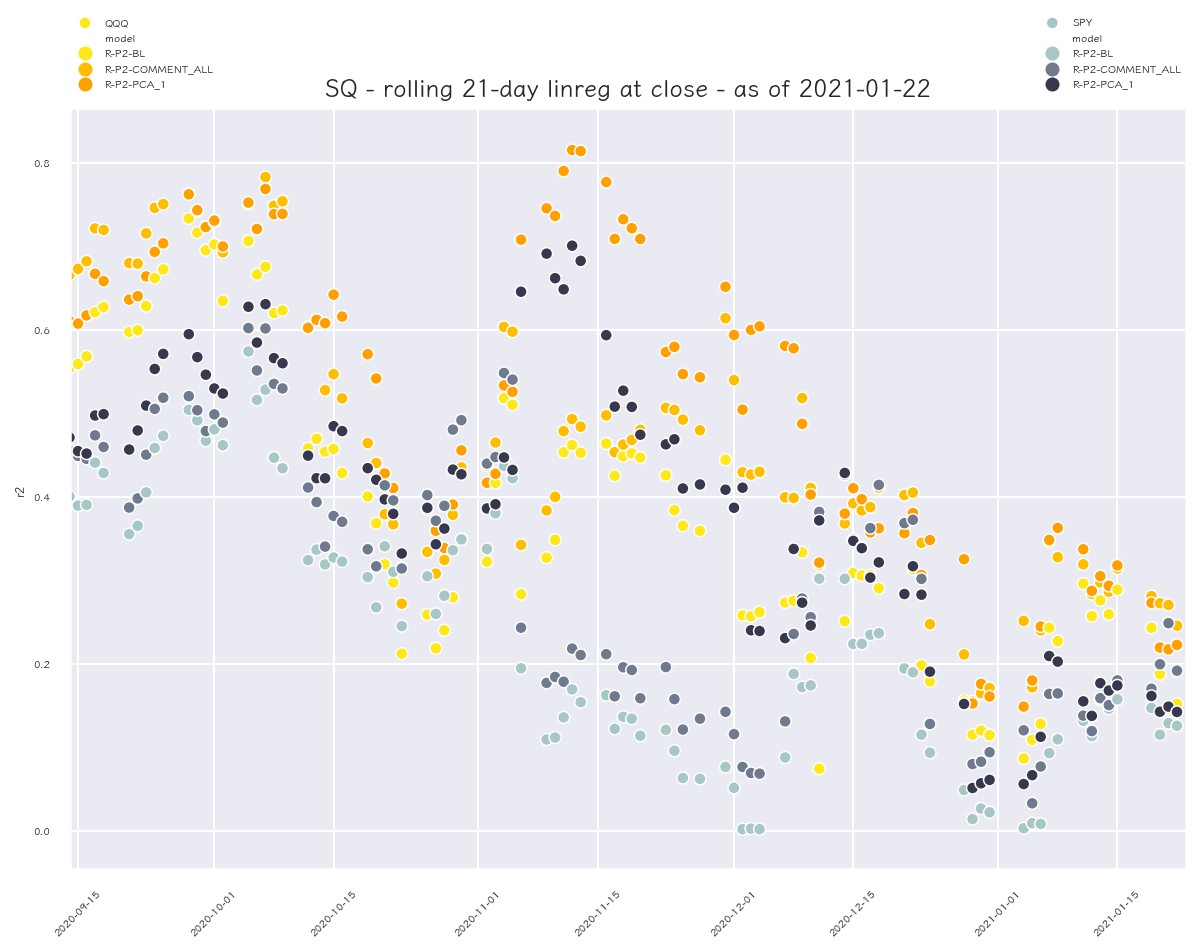 QQQ
model
R-P2-BL
R-P2-COMMENT_ALL
R-P2-PCA_1
SPY
model
R-P2-BL
R-P2-COMMENT_ALL
R-P2-PCA_1
SQ - rolling 21-day linreg at close - as of 2021-01-22
0.8
0.6
0.4
0.2
0.0
r2
2020-09-15
2020-10-01
2020-10-15
2020-11-01
2020-11-15
2020-12-01
2020-12-15
2021-01-01
2021-01-15